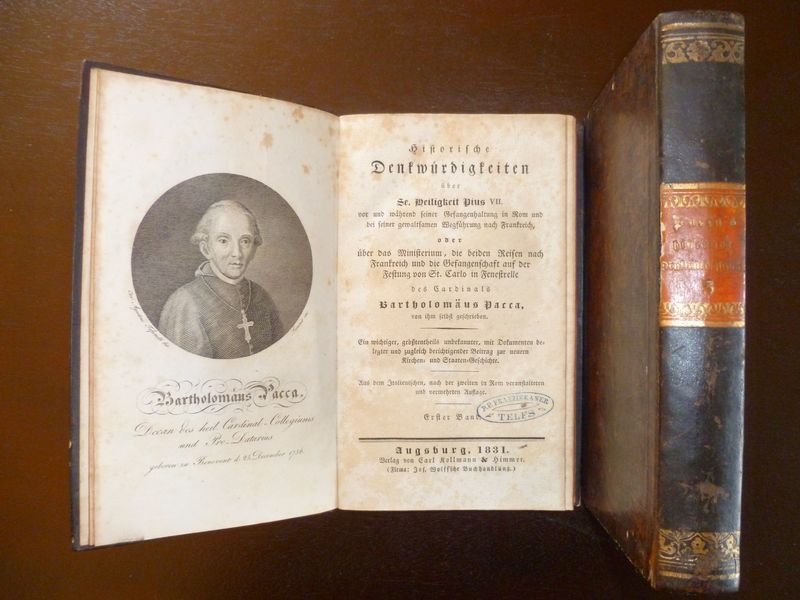 Bartholomäus Pacca.
Decan des heil. Cardinal-Collegiums
und Pro-Datarius
geboren zu Benevent d. 25. December 1756.
Historische
Denkwürdigkeiten
über
Se. Heiligkeit Pius VII.
vor und während seiner Gefangenhaltung in Rom und
bei seiner gewaltsamen Wegführung nach Frankreich,
oder
über das Ministerium, die beiden Reisen nach
Frankreich und die Gefangenschaft auf der
Festung von St. Carlo in Fenestrelle
des Cardinals
Bartholomäus Pacca,
von ihm selbst geschrieben.
Ein wichtiger, größtentheils unbekannter, mit Dokumenten be-
legter und zugleich berichtigender Beitrag zur neuern
Kirchen- und Staaten-Geschichte.
Aus dem Italienischen, nach der zweiten in Rom veranstalteten
und vermehrten Auflage.
Erster Band
P.P. FRANZISKANER
TELFS
Augsburg, 1831.
Verlag von Carl Kollmann & Himmer.
(Firma: Jos. Wolffische Buchhandlung.)
3